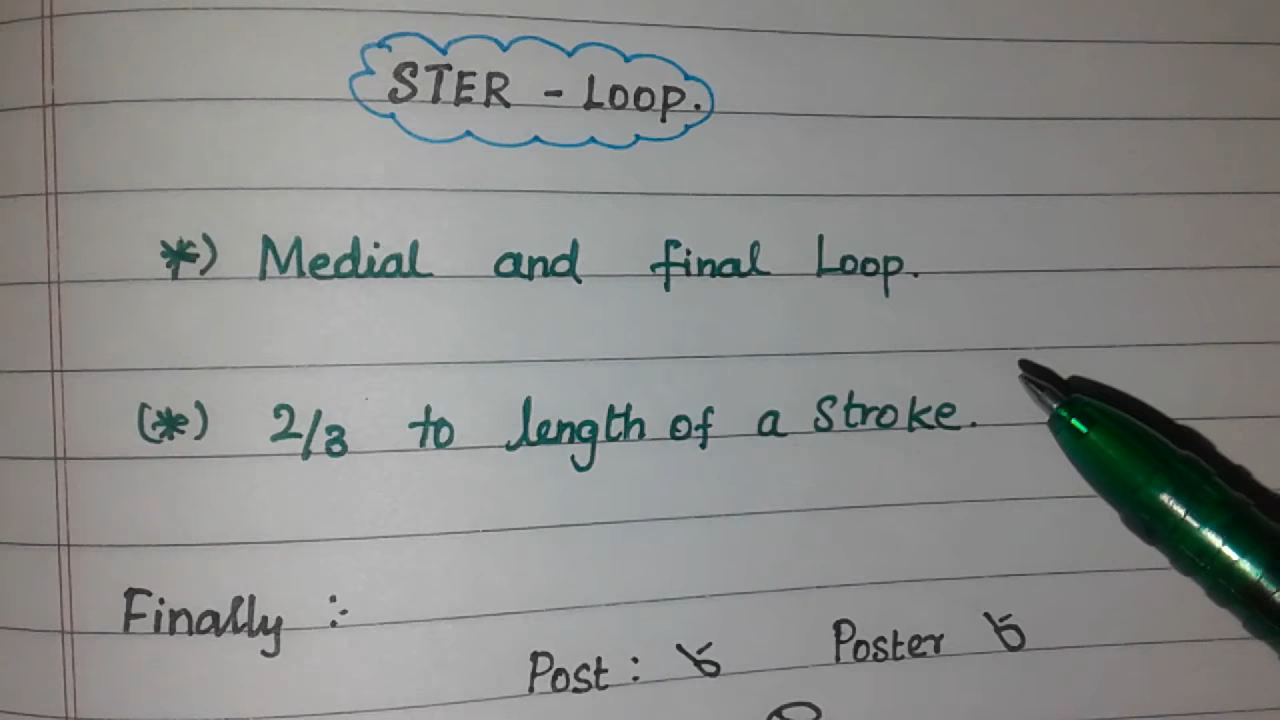 STER - LOOP.
*) Medial and final Loop.
(*) 2/3 to length of a stroke.
Finally :-
Post : Poster